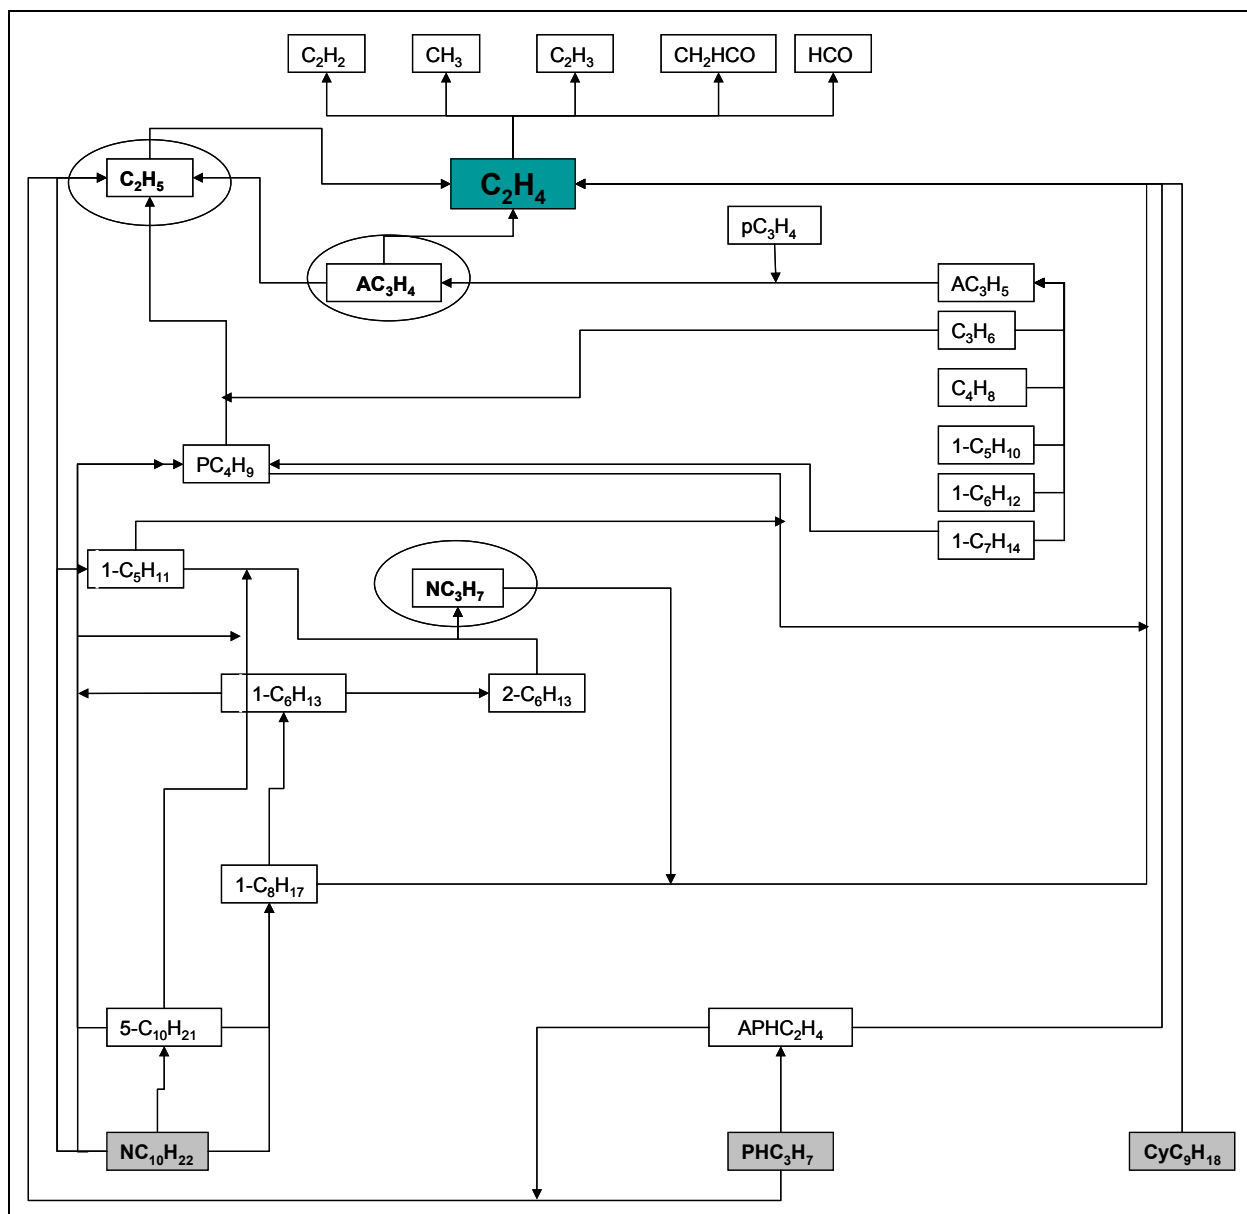 C₂H₂ CH₃ C₂H₃ CH₂HCO HCO
C₂H₅ C₂H₄
pC₃H₄
AC₃H₄ AC₃H₅
C₃H₆
C₄H₈
1-C₅H₁₀
PC₄H₉
1-C₆H₁₂
1-C₇H₁₄
1-C₅H₁₁ NC₃H₇
1-C₆H₁₃ 2-C₆H₁₃
1-C₈H₁₇
5-C₁₀H₂₁ APHC₂H₄
NC₁₀H₂₂ PHC₃H₇ CyC₉H₁₈